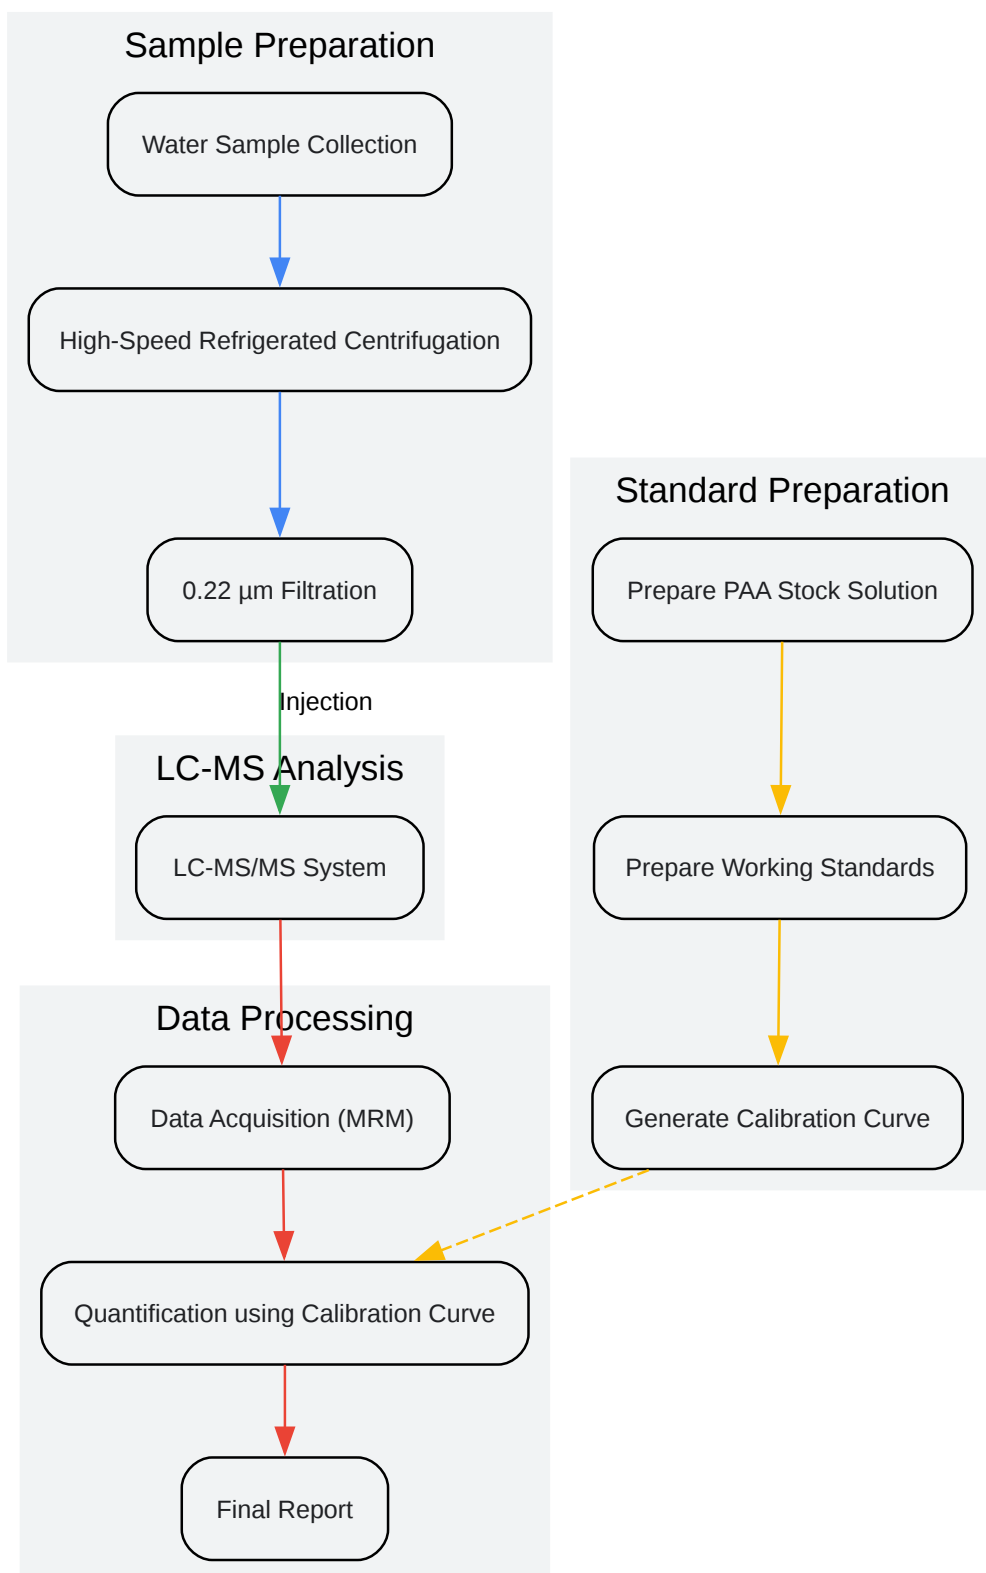 Sample Preparation
Water Sample Collection
High-Speed Refrigerated Centrifugation
0.22 µm Filtration
Injection
LC-MS Analysis
LC-MS/MS System
Standard Preparation
Prepare PAA Stock Solution
Prepare Working Standards
Generate Calibration Curve
Data Processing
Data Acquisition (MRM)
Quantification using Calibration Curve
Final Report